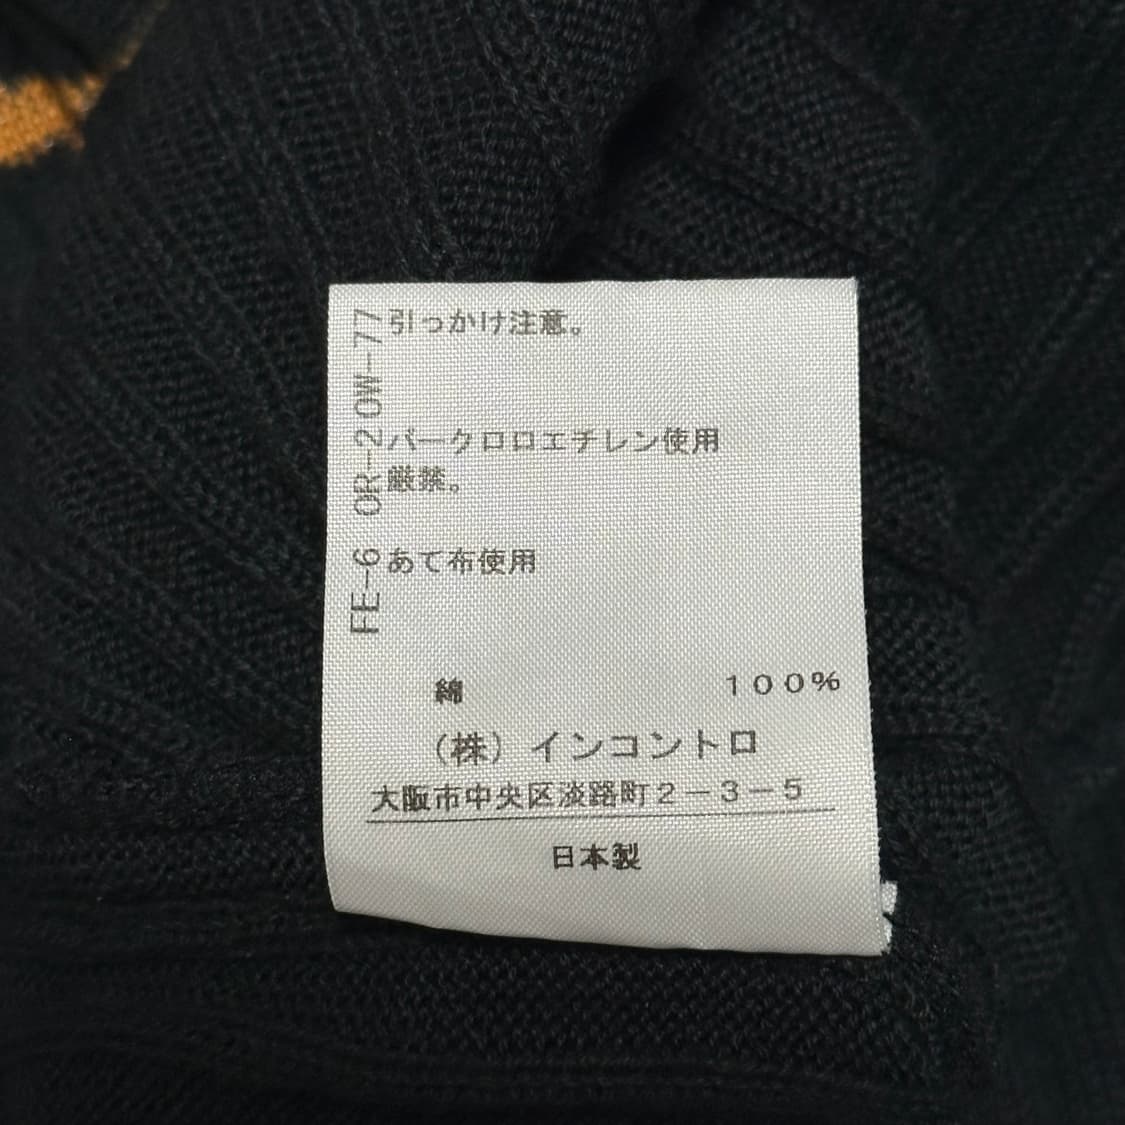 引っかけ注意。
パークロロエチレン使用
厳禁。
あて布使用
FE-6 OR-2 OW-77
綿 100%
(株)インコントロ
大阪市中央区淡路町2-3-5
日本製